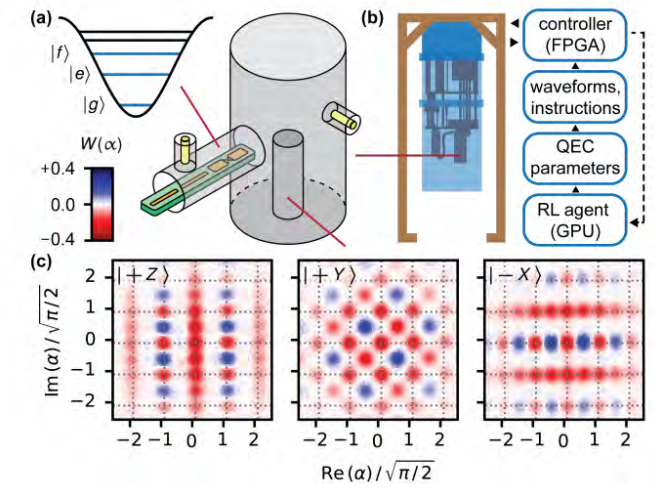 (a)
|f⟩
|e⟩
|g⟩
W(α)
+0.4
0.0
−0.4
(b)
controller
(FPGA)
waveforms,
instructions
QEC
parameters
RL agent
(GPU)
(c)
|+Z⟩
|+Y⟩
|−X⟩
Im(α)/√π/2
2
1
0
−1
−2
−2 −1 0 1 2
−2 −1 0 1 2
−2 −1 0 1 2
Re(α)/√π/2